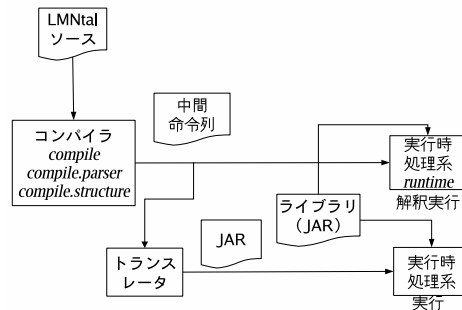 LMNtal
ソース
中間
命令列
コンパイラ
compile
compile.parser
compile.structure
実行時
処理系
runtime
解釈実行
ライブラリ
（JAR）
JAR
トランス
レータ
実行時
処理系
実行